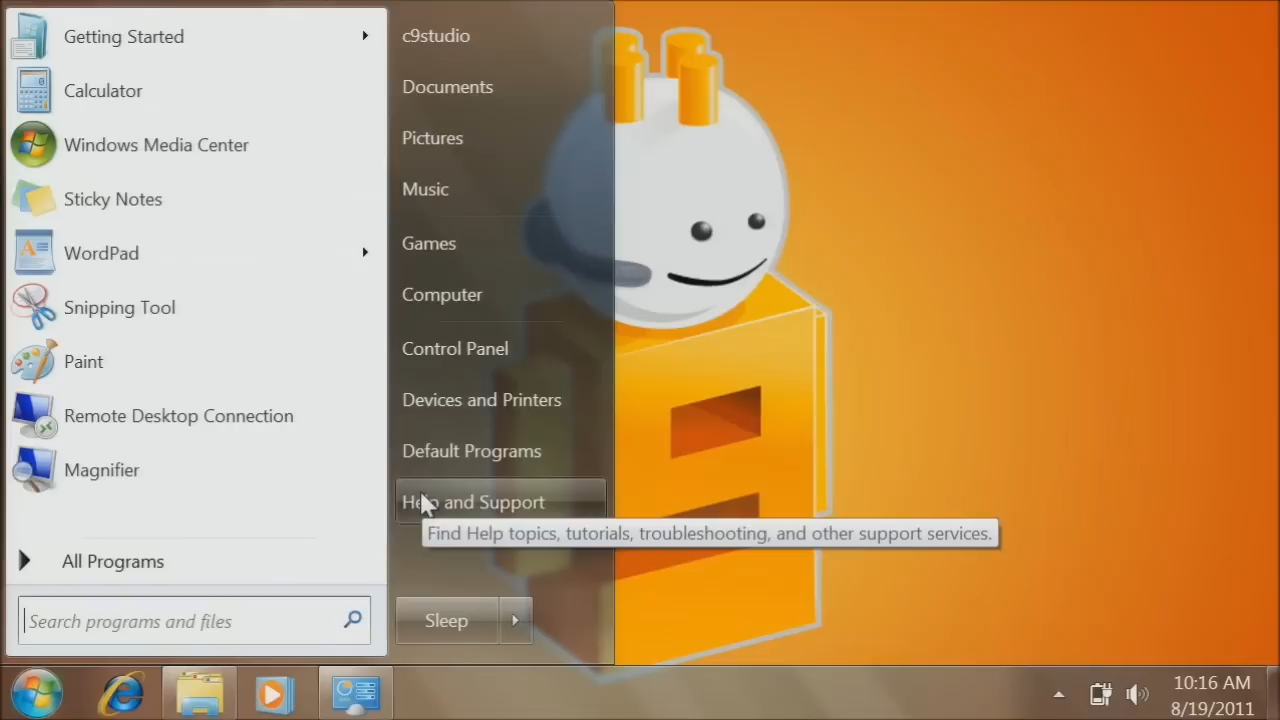 Getting Started
Calculator
Windows Media Center
Sticky Notes
WordPad
Snipping Tool
Paint
Remote Desktop Connection
Magnifier
All Programs
Search programs and files
c9studio
Documents
Pictures
Music
Games
Computer
Control Panel
Devices and Printers
Default Programs
Help and Support
Find Help topics, tutorials, troubleshooting, and other support services.
Sleep
10:16 AM
8/19/2011